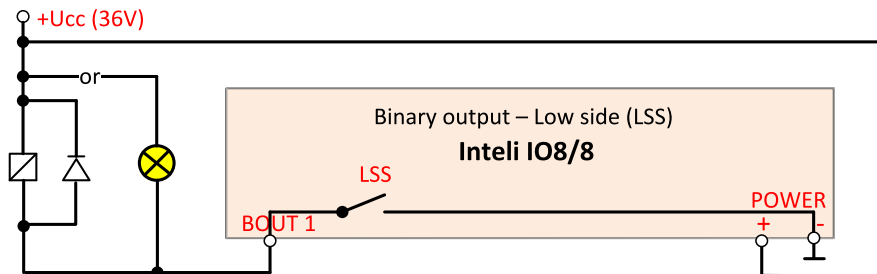 +Ucc (36V)
or
Binary output – Low side (LSS)
Inteli IO8/8
LSS
POWER
BOUT 1
+ -